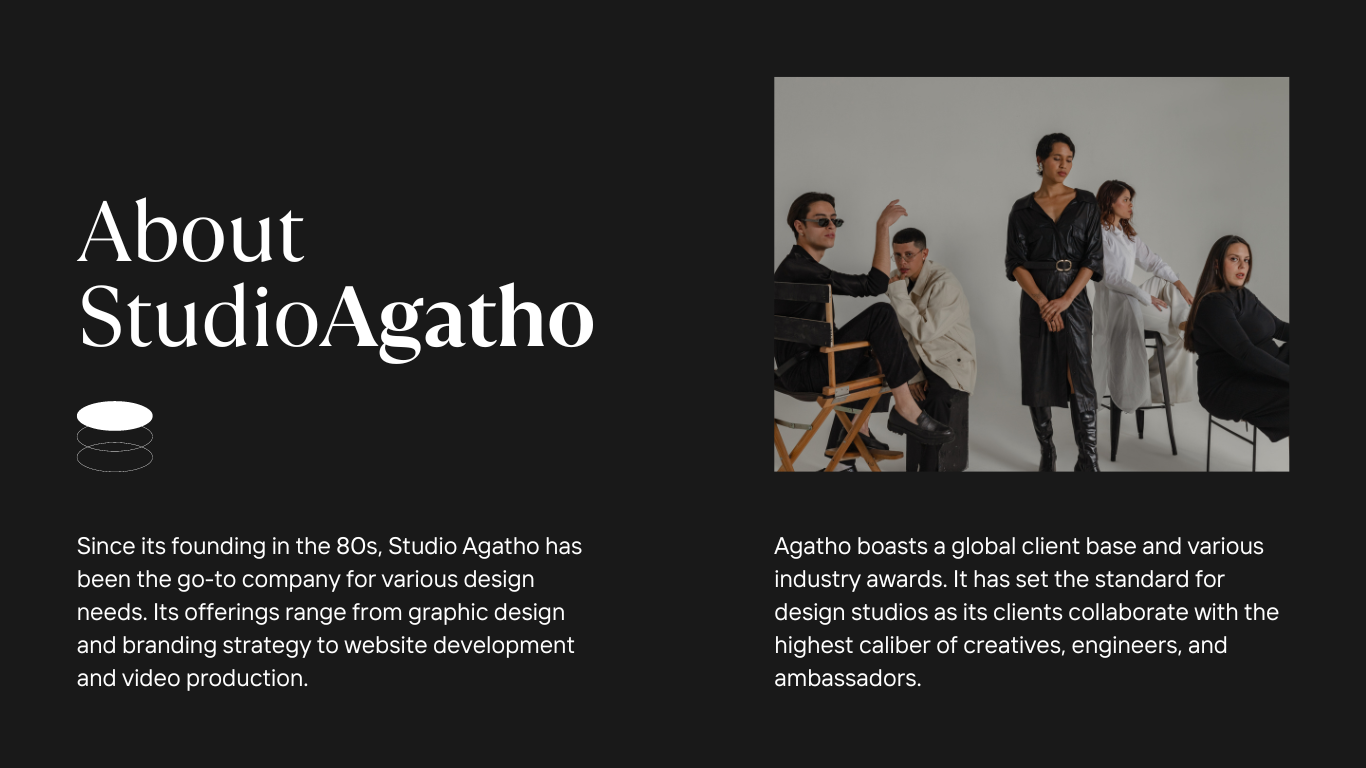 About
StudioAgatho
Since its founding in the 80s, Studio Agatho has
been the go-to company for various design
needs. Its offerings range from graphic design
and branding strategy to website development
and video production.
Agatho boasts a global client base and various
industry awards. It has set the standard for
design studios as its clients collaborate with the
highest caliber of creatives, engineers, and
ambassadors.